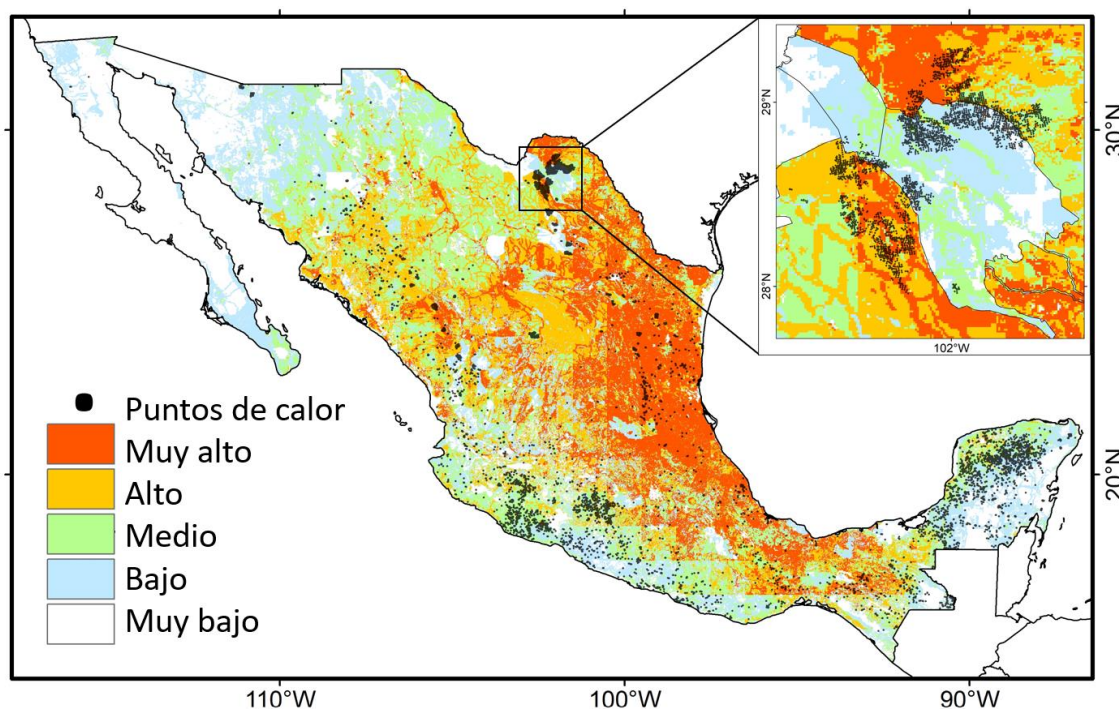 29°N
28°N
102°W
30°N
20°N
Puntos de calor
Muy alto
Alto
Medio
Bajo
Muy bajo
110°W
100°W
90°W